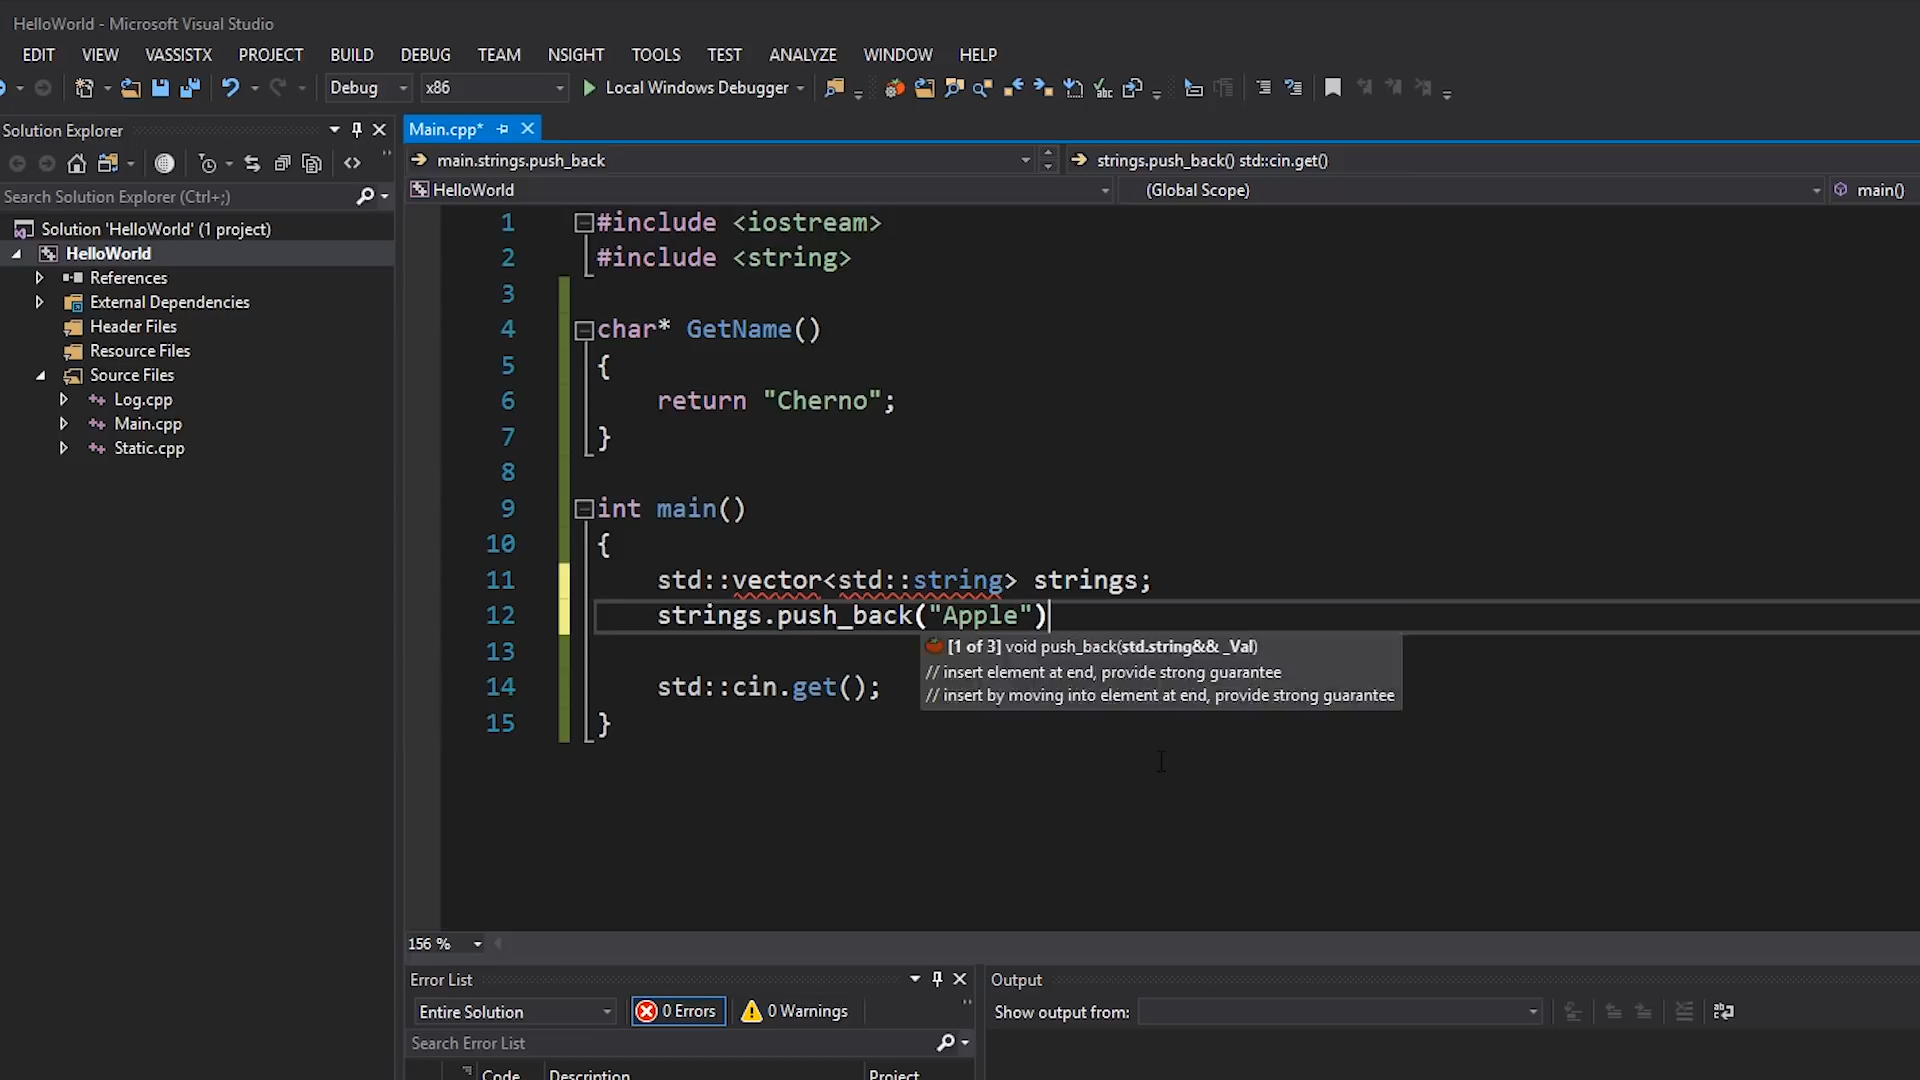 HelloWorld - Microsoft Visual Studio
EDIT VIEW VASSISTX PROJECT BUILD DEBUG TEAM NSIGHT TOOLS TEST ANALYZE WINDOW HELP
Debug x86 Local Windows Debugger
Solution Explorer
Search Solution Explorer (Ctrl+;)
Solution 'HelloWorld' (1 project)
HelloWorld
References
External Dependencies
Header Files
Resource Files
Source Files
Log.cpp
Main.cpp
Static.cpp
Main.cpp*
main.strings.push_back strings.push_back() std::cin.get()
HelloWorld (Global Scope) main()
1 #include <iostream>
2 #include <string>
3
4 char* GetName()
5 {
6 return "Cherno";
7 }
8
9 int main()
10 {
11 std::vector<std::string> strings;
12 strings.push_back("Apple")
13
14 std::cin.get();
15 }
[1 of 3] void push_back(std.string&& _Val)
// insert element at end, provide strong guarantee
// insert by moving into element at end, provide strong guarantee
156 %
Error List
Entire Solution 0 Errors 0 Warnings
Search Error List
Code Description Project
Output
Show output from: